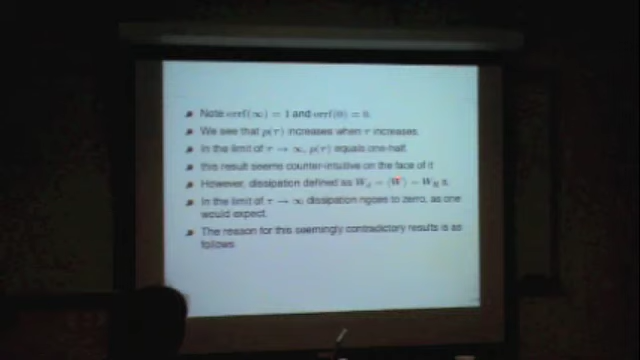 Note erf(∞) = 1 and erf(0) = 0.
We see that p(τ) increases when τ increases.
In the limit of τ → ∞, p(τ) equals one-half.
this result seems counter-intuitive on the face of it
However, dissipation defined as W_d = ⟨W⟩ − W_R
In the limit of τ → ∞ dissipation rigoes to zero, as one
would expect.
The reason for this seemingly contradictory results is as
follows